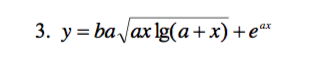 3. y = ba√(ax lg(a + x)) + e^{ax}